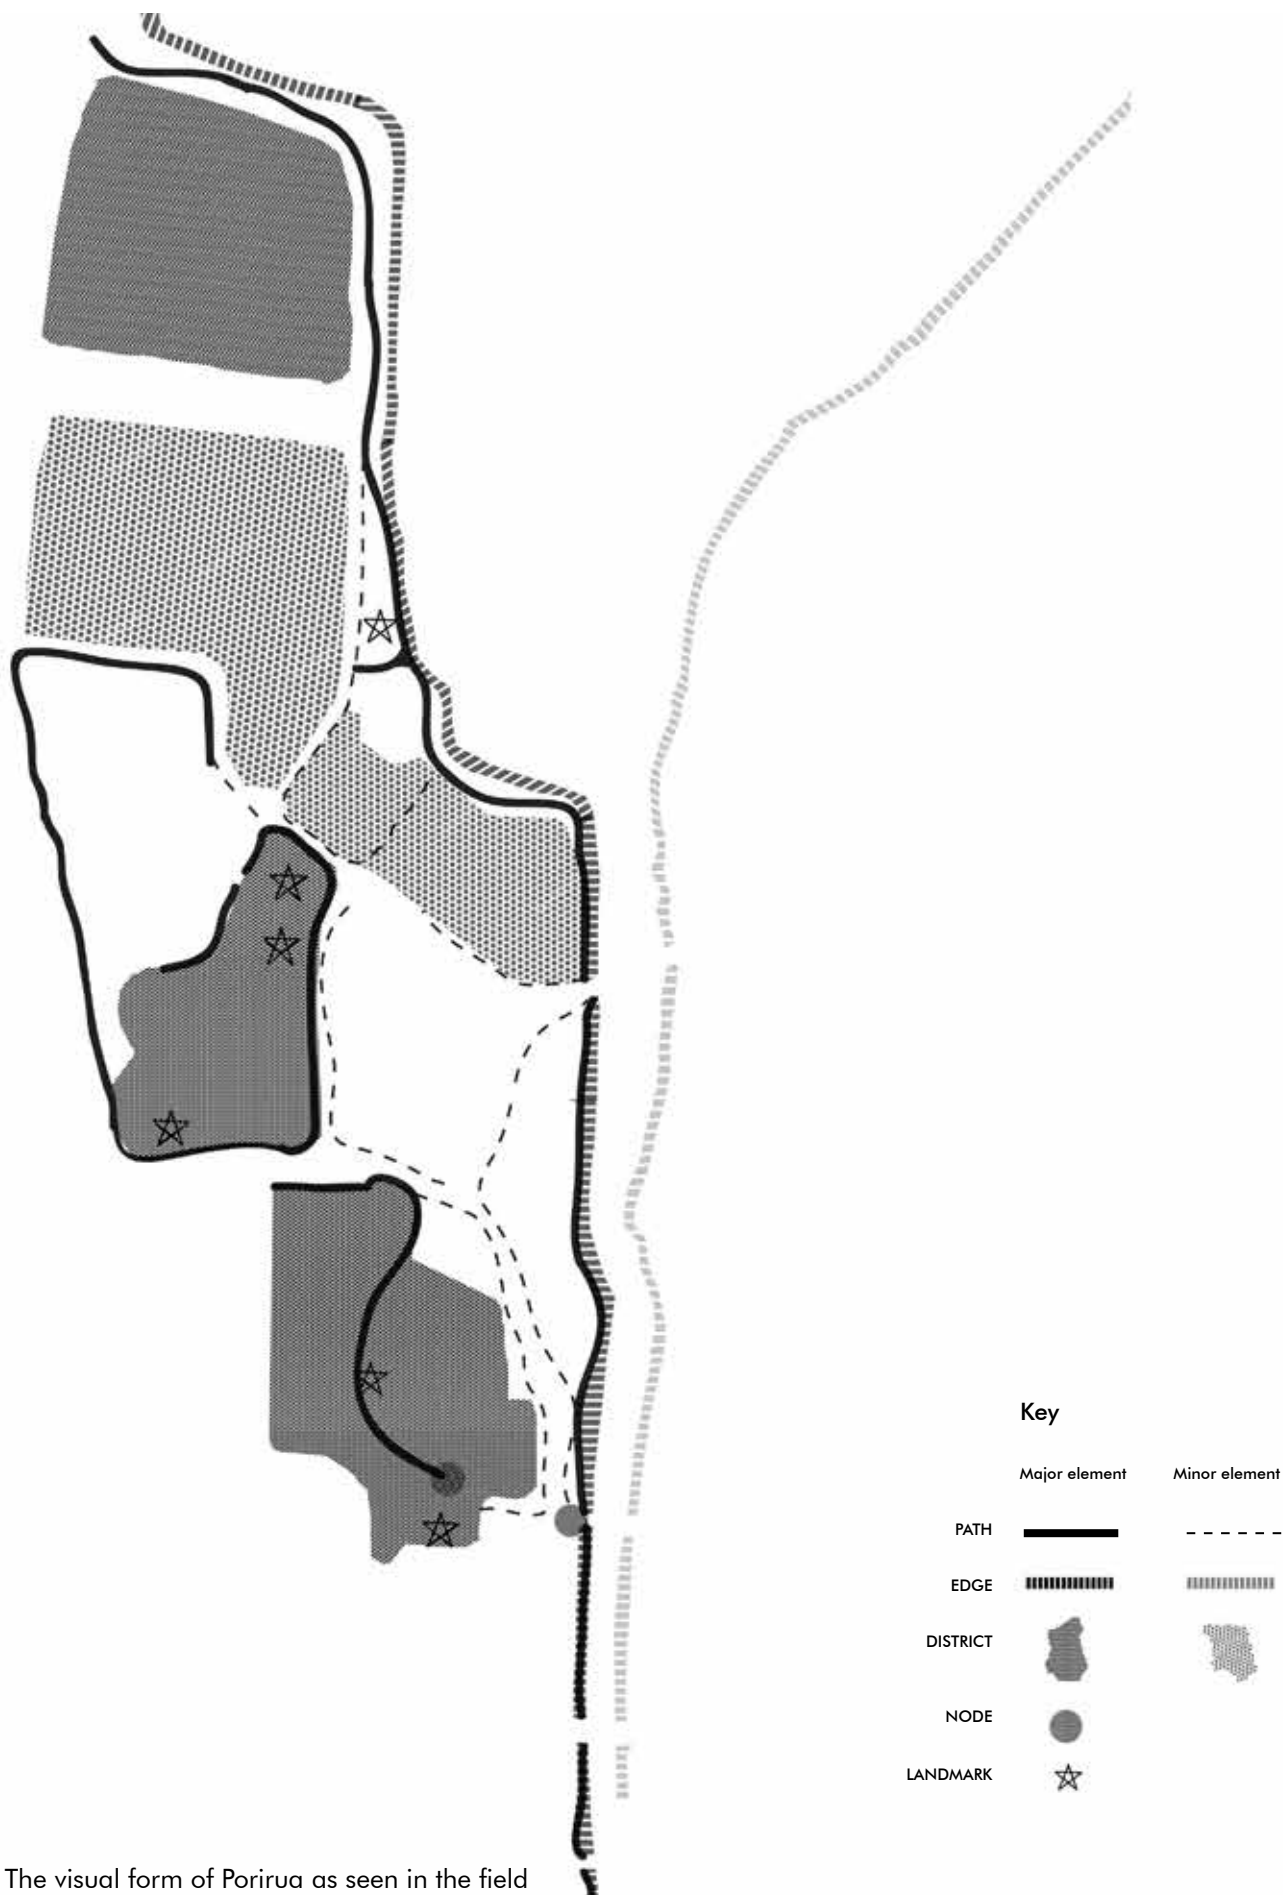 Key
Major element Minor element
PATH
EDGE
DISTRICT
NODE
LANDMARK
The visual form of Porirua as seen in the field